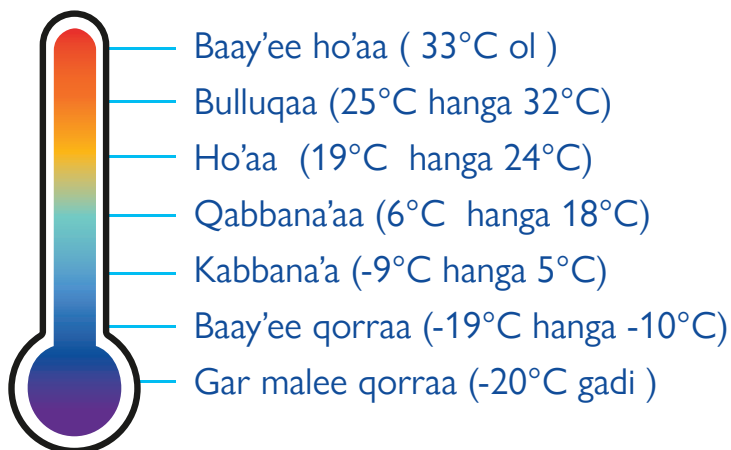 Baay'ee ho'aa ( 33°C ol )
Bulluqaa (25°C hanga 32°C)
Ho'aa (19°C hanga 24°C)
Qabbana'aa (6°C hanga 18°C)
Kabbana'a (-9°C hanga 5°C)
Baay'ee qorraa (-19°C hanga -10°C)
Gar malee qorraa (-20°C gadi )